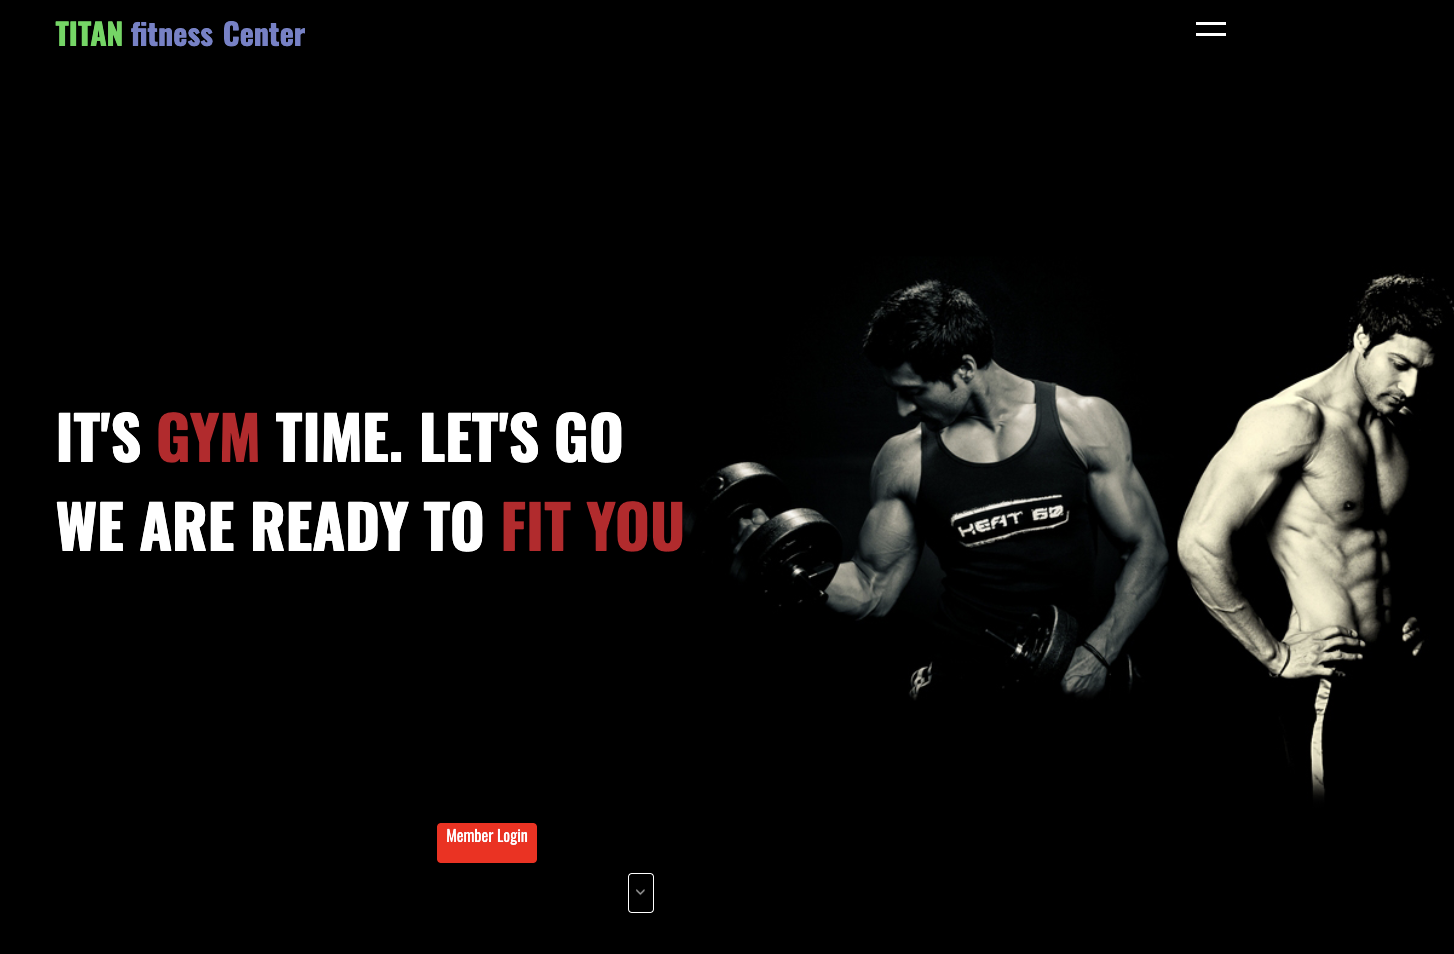 TITAN fitness Center
IT'S GYM TIME. LET'S GO
WE ARE READY TO FIT YOU
HEAT 60
Member Login